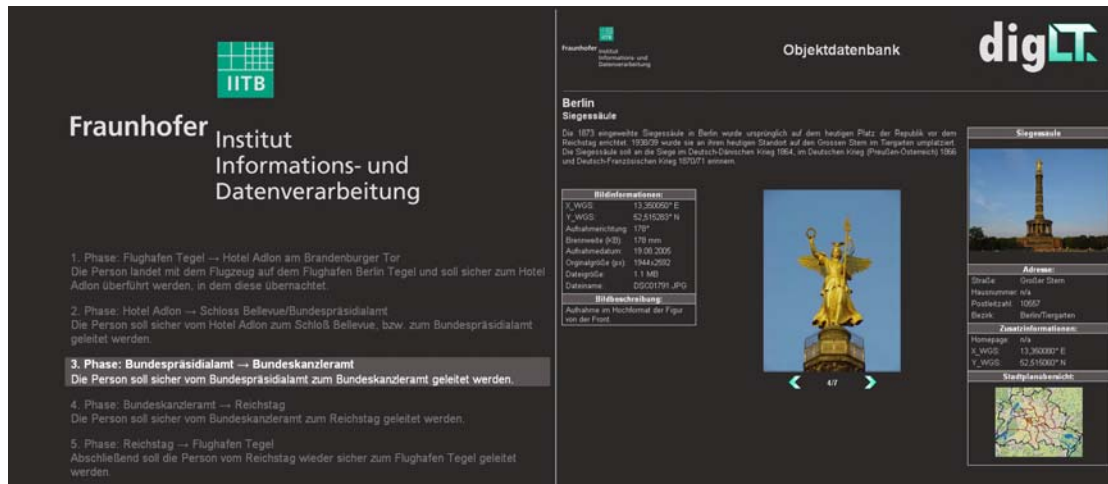 IITB
Fraunhofer
Institut
Informations- und
Datenverarbeitung
1. Phase: Flughafen Tegel → Hotel Adlon am Brandenburger Tor
Die Person landet mit dem Flugzeug auf dem Flughafen Berlin Tegel und soll sicher zum Hotel
Adlon überführt werden, in dem diese übernachtet.
2. Phase: Hotel Adlon → Schloss Bellevue/Bundespräsidialamt
Die Person soll sicher vom Hotel Adlon zum Schloß Bellevue, bzw. zum Bundespräsidialamt
geleitet werden.
3. Phase: Bundespräsidialamt → Bundeskanzleramt
Die Person soll sicher vom Bundespräsidialamt zum Bundeskanzleramt geleitet werden.
4. Phase: Bundeskanzleramt → Reichstag
Die Person soll sicher vom Bundeskanzleramt zum Reichstag geleitet werden.
5. Phase: Reichstag → Flughafen Tegel
Abschließend soll die Person vom Reichstag wieder sicher zum Flughafen Tegel geleitet
werden.
IITB
Fraunhofer
Institut
Informations- und
Datenverarbeitung
Objektdatenbank
digLT.
Berlin
Siegessäule
Die 1873 eingeweihte Siegessäule in Berlin wurde ursprünglich auf dem heutigen Platz der Republik vor dem
Reichstag errichtet. 1938/39 wurde sie an ihren heutigen Standort auf den Grossen Stern im Tiergarten umplatziert.
Die Siegessäule soll an die Siege im Deutsch-Dänischen Krieg 1864, im Deutschen Krieg (Preußen-Österreich) 1866
und Deutsch-Französischen Krieg 1870/71 erinnern.
Bildinformationen:
X_WGS: 13,350050° E
Y_WGS: 52,515283° N
Aufnahmerichtung: 178°
Brennweite (KB): 178 mm
Aufnahmedatum: 19.08.2005
Orginalgröße (px): 1944x2592
Dateigröße: 1.1 MB
Dateiname: DSC01791.JPG
Bildbeschreibung:
Aufnahme im Hochformat der Figur
von der Front.
4/7
Siegessäule
Adresse:
Straße: Großer Stern
Hausnummer: n/a
Postleitzahl: 10557
Bezirk: Berlin/Tiergarten
Zusatzinformationen:
Homepage: n/a
X_WGS: 13,350080° E
Y_WGS: 52,515060° N
Stadtplanübersicht: